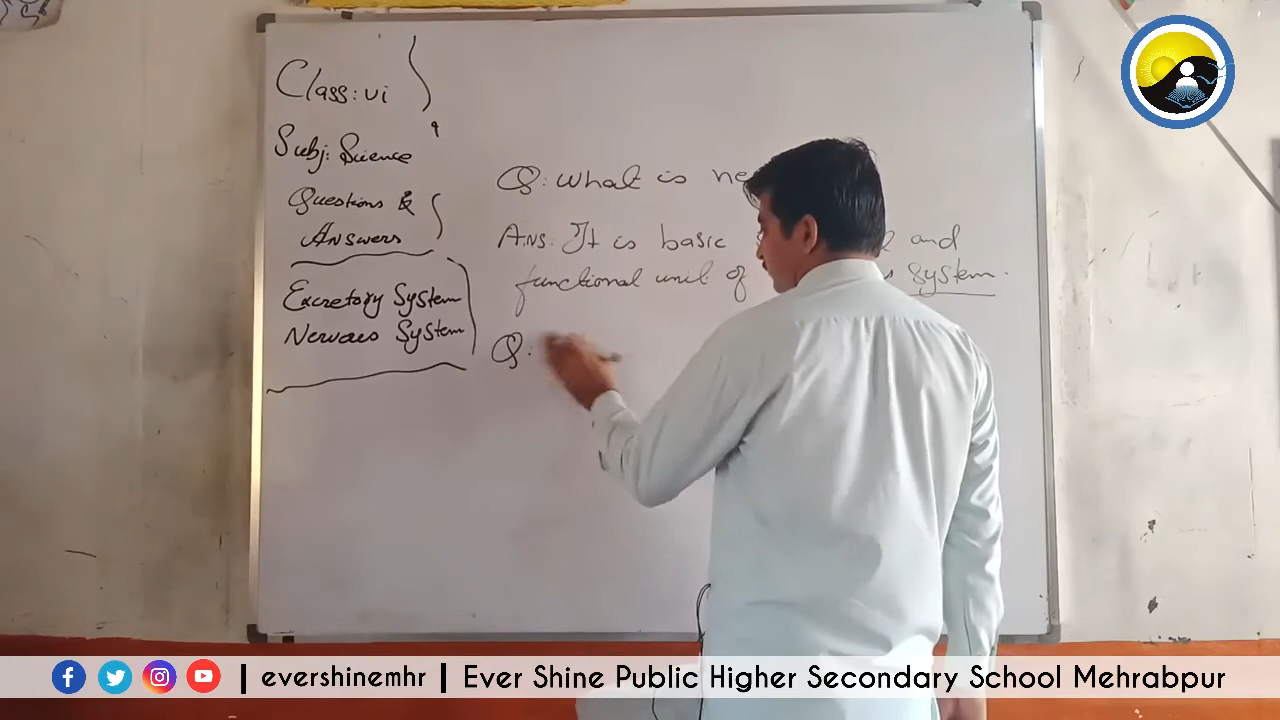 Class: vi
Subj: Science
Questions &
Answers
Excretory System
Nervous System
Q: What is ne
Ans: It is basic and
functional unit of system.
Q:
| evershinemhr | Ever Shine Public Higher Secondary School Mehrabpur